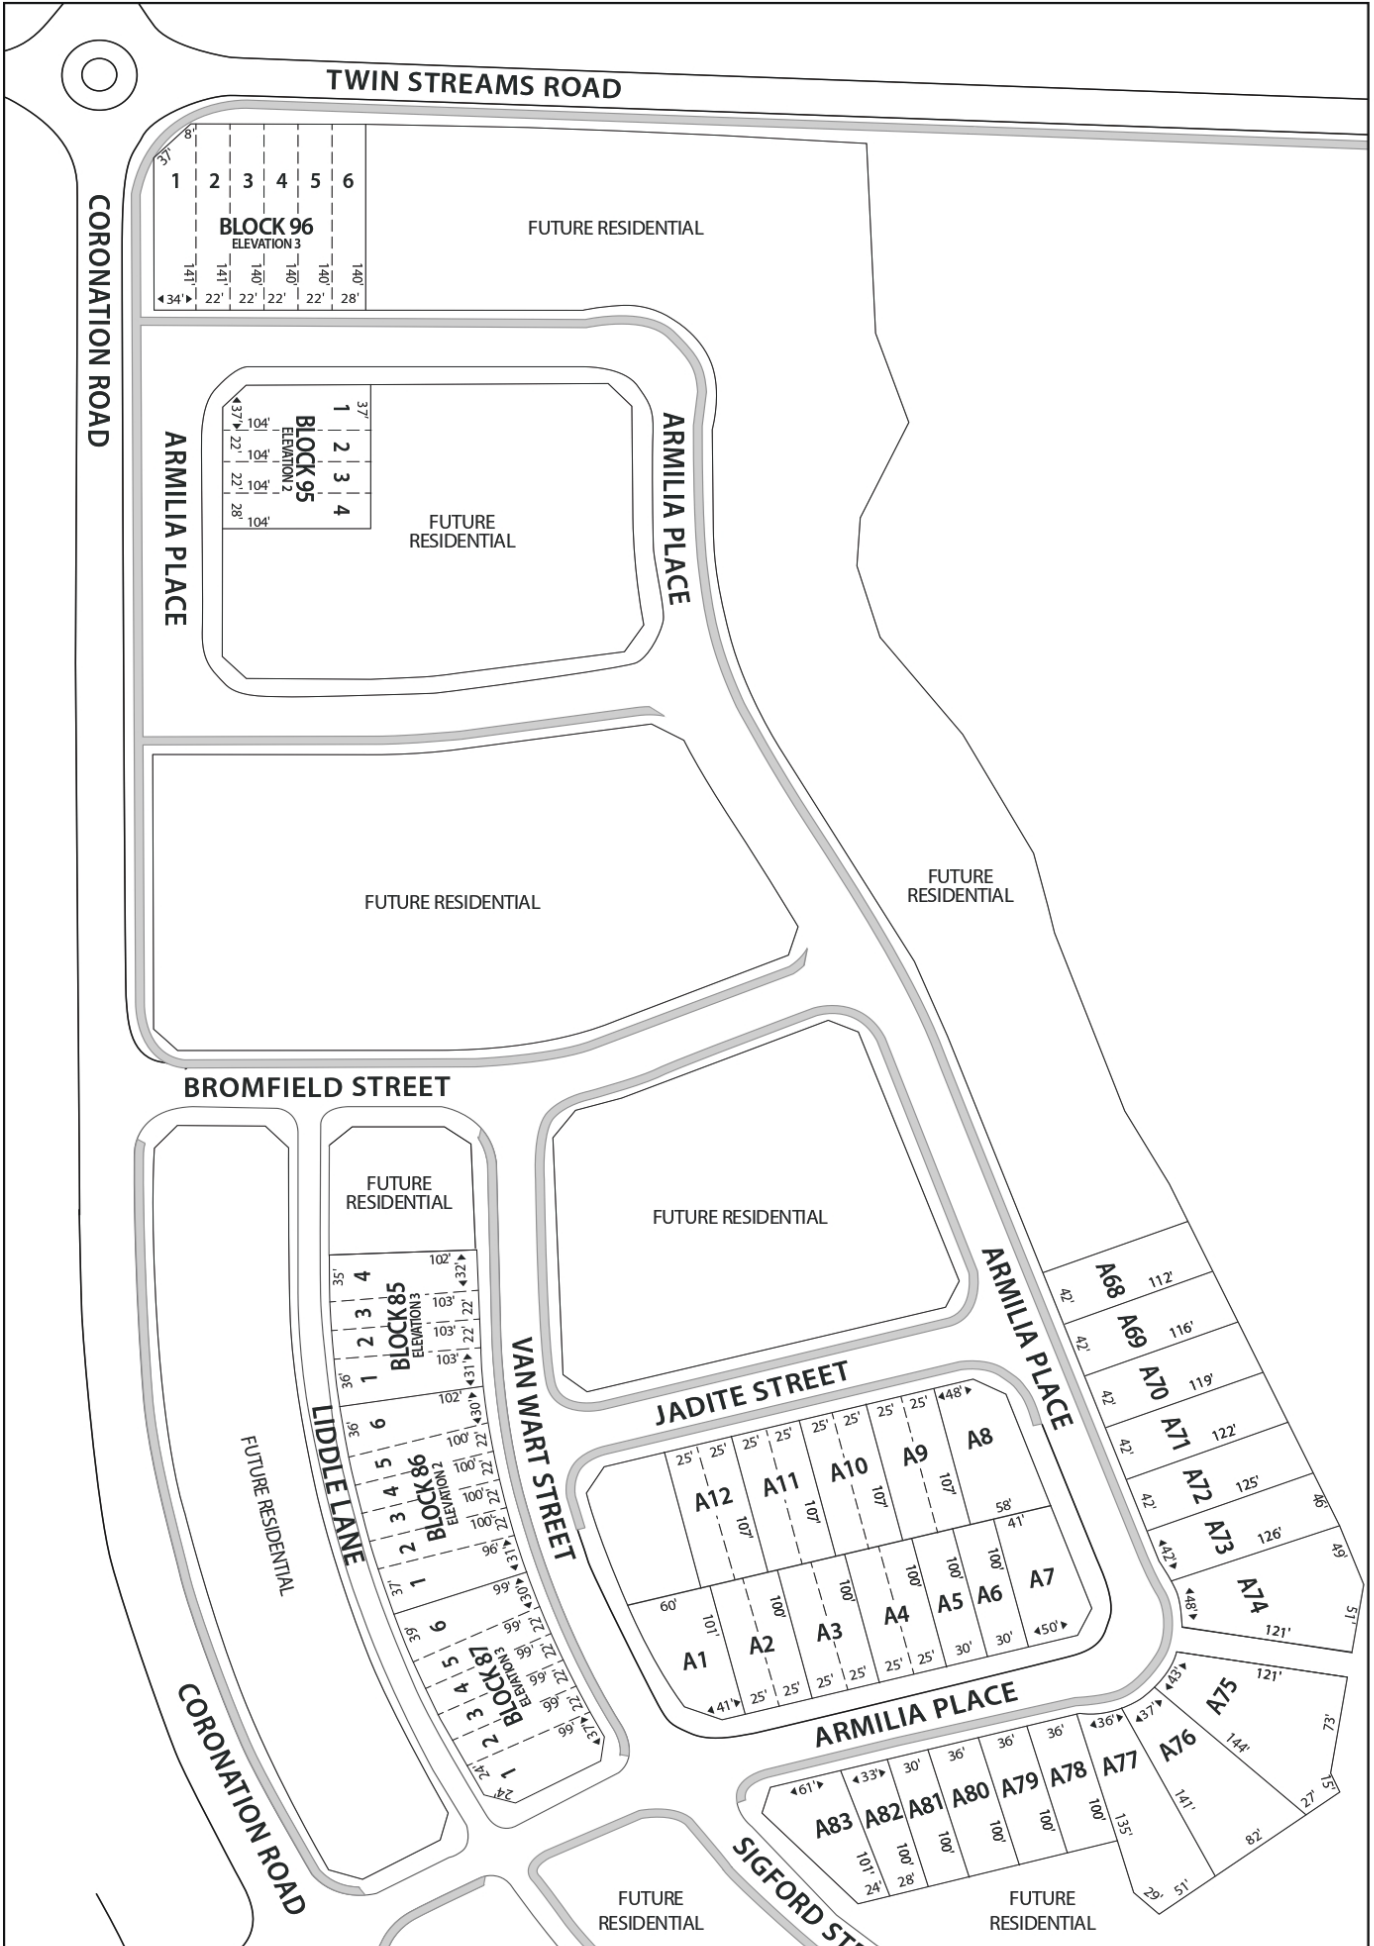 TWIN STREAMS ROAD
8'
37'
1 2 3 4 5 6
BLOCK 96
ELEVATION 3
141' 141' 140' 140' 140' 140'
34' 22' 22' 22' 22' 28'
FUTURE RESIDENTIAL
CORONATION ROAD
ARMILIA PLACE
37' 104'
22' 104'
22' 104'
28' 104'
BLOCK 95
ELEVATION 2
1 37'
2
3
4
FUTURE
RESIDENTIAL
ARMILIA PLACE
FUTURE RESIDENTIAL
FUTURE
RESIDENTIAL
BROMFIELD STREET
FUTURE
RESIDENTIAL
FUTURE RESIDENTIAL
35' 4 102' 32'
3 103' 22'
2 103' 22'
36' 1 103' 31'
BLOCK 85
ELEVATION 3
36' 6 102' 30'
5 100' 22'
4 100' 22'
3 100' 22'
2 100' 22'
37' 1 96' 31'
BLOCK 86
ELEVATION 2
39' 6 99' 30'
5 99' 22'
4 99' 22'
3 99' 22'
24' 2 99' 22'
24' 1 99' 37'
BLOCK 87
ELEVATION 3
LIDDLE LANE
FUTURE RESIDENTIAL
VAN WART STREET
CORONATION ROAD
JADITE STREET
ARMILIA PLACE
25' 25' 25' 25' 25' 25' 25' 25' 48'
A12 A11 A10 A9 A8
107' 107' 107' 107' 58'
60' 101' 100' 100' 100' 100' 100' 41'
A1 A2 A3 A4 A5 A6 A7
41' 25' 25' 25' 25' 25' 25' 30' 30' 50'
ARMILIA PLACE
42' A68 112'
42' A69 116'
42' A70 119'
42' A71 122'
42' A72 125' 46'
42' A73 126' 49'
48' A74 121' 51'
43' A75 121' 73'
144' 15' 27'
37' A76 141' 82'
36' A77 135' 29' 51'
61' 33' 30' 36' 36' 36'
A83 A82 A81 A80 A79 A78
101' 100' 100' 100' 100' 100'
24' 28'
SIGFORD STR
FUTURE
RESIDENTIAL
FUTURE
RESIDENTIAL